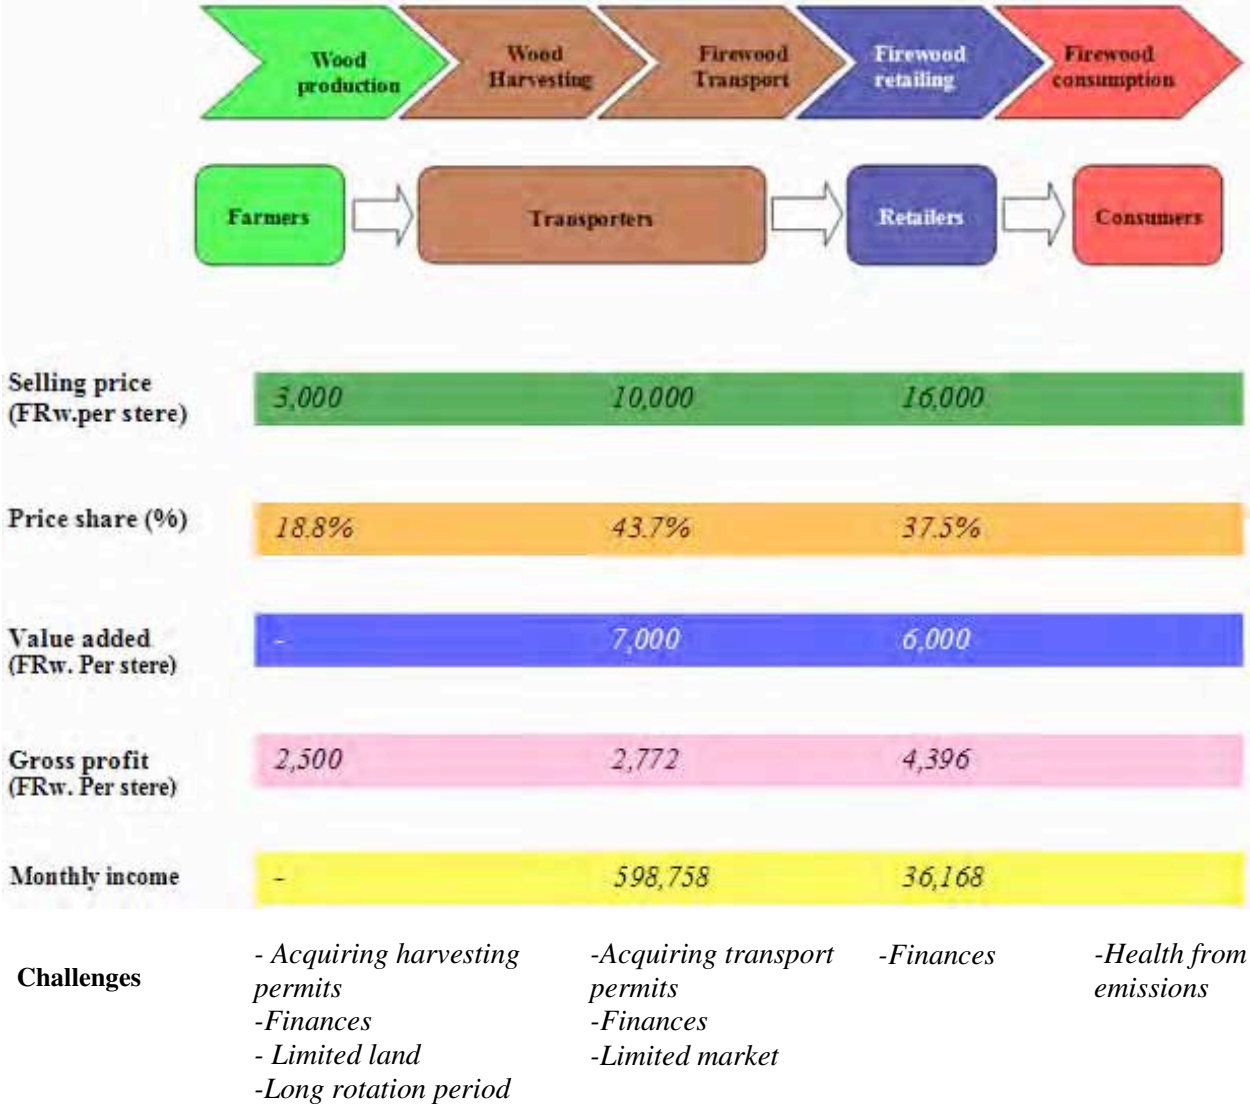 Wood production
Wood Harvesting
Firewood Transport
Firewood retailing
Firewood consumption
Farmers
Transporters
Retailers
Consumers
Selling price
(FRw.per stere)
3,000 10,000 16,000
Price share (%)
18.8% 43.7% 37.5%
Value added
(FRw. Per stere)
- 7,000 6,000
Gross profit
(FRw. Per stere)
2,500 2,772 4,396
Monthly income
- 598,758 36,168
Challenges
- Acquiring harvesting
permits
-Finances
- Limited land
-Long rotation period
-Acquiring transport
permits
-Finances
-Limited market
-Finances
-Health from
emissions